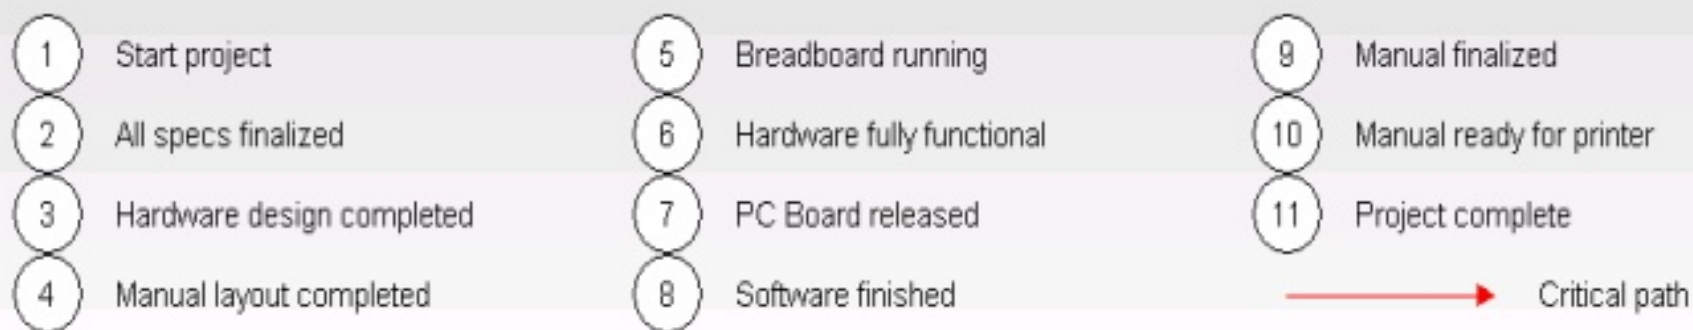 1 Start project
2 All specs finalized
3 Hardware design completed
4 Manual layout completed
5 Breadboard running
6 Hardware fully functional
7 PC Board released
8 Software finished
9 Manual finalized
10 Manual ready for printer
11 Project complete
Critical path